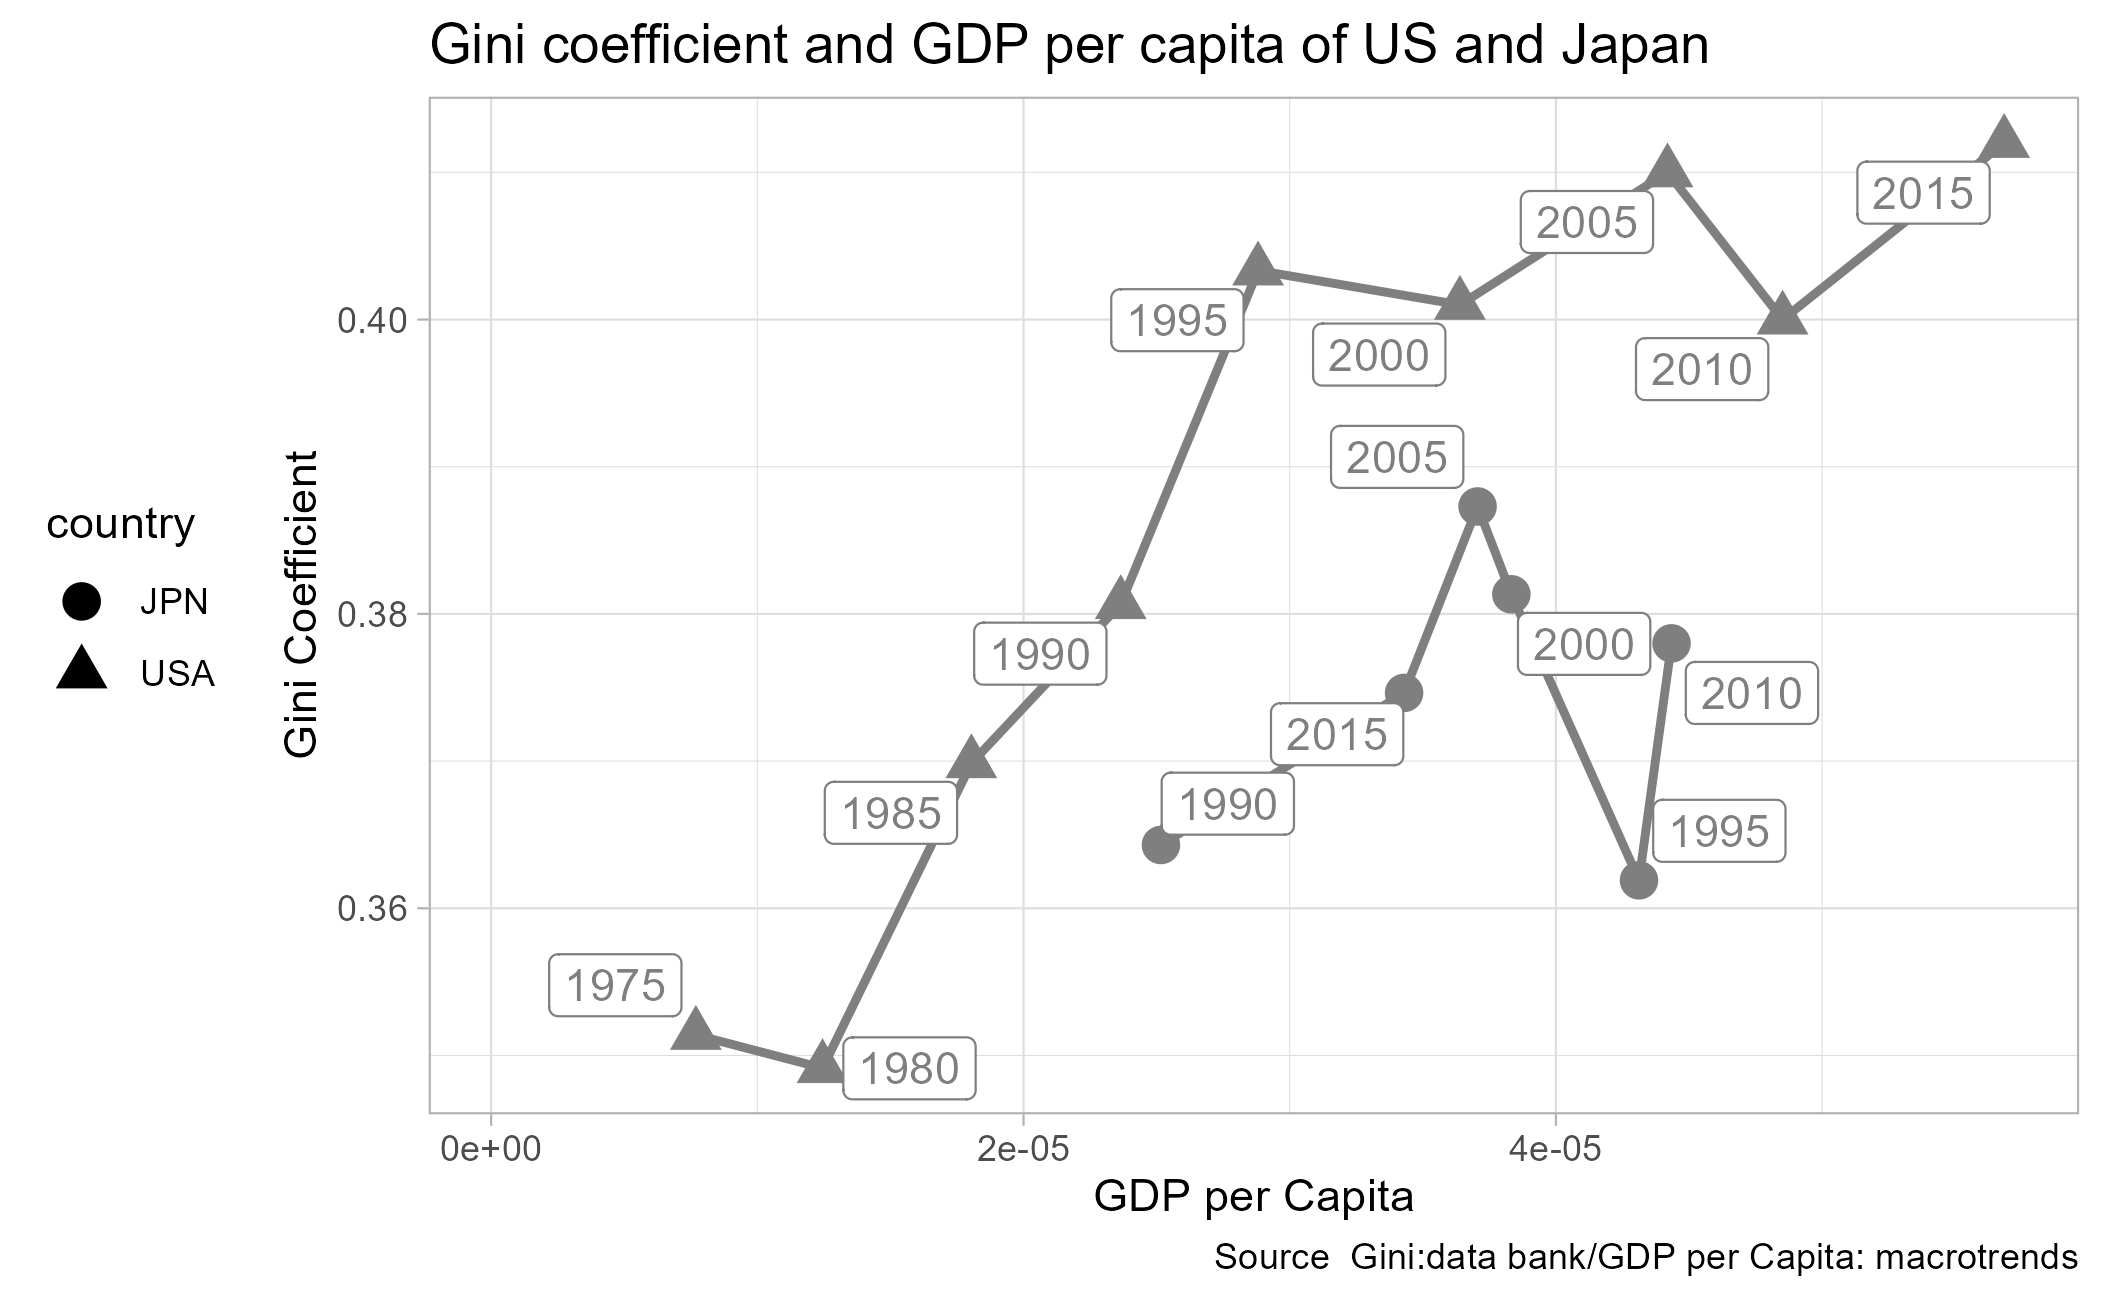 Gini coefficient and GDP per capita of US and Japan
country
JPN
USA
Gini Coefficient
0.40
0.38
0.36
2015
2005
1995
2000
2010
2005
1990
2000
2010
2015
1985
1990
1995
1975
1980
0e+00
2e-05
4e-05
GDP per Capita
Source  Gini:data bank/GDP per Capita: macrotrends